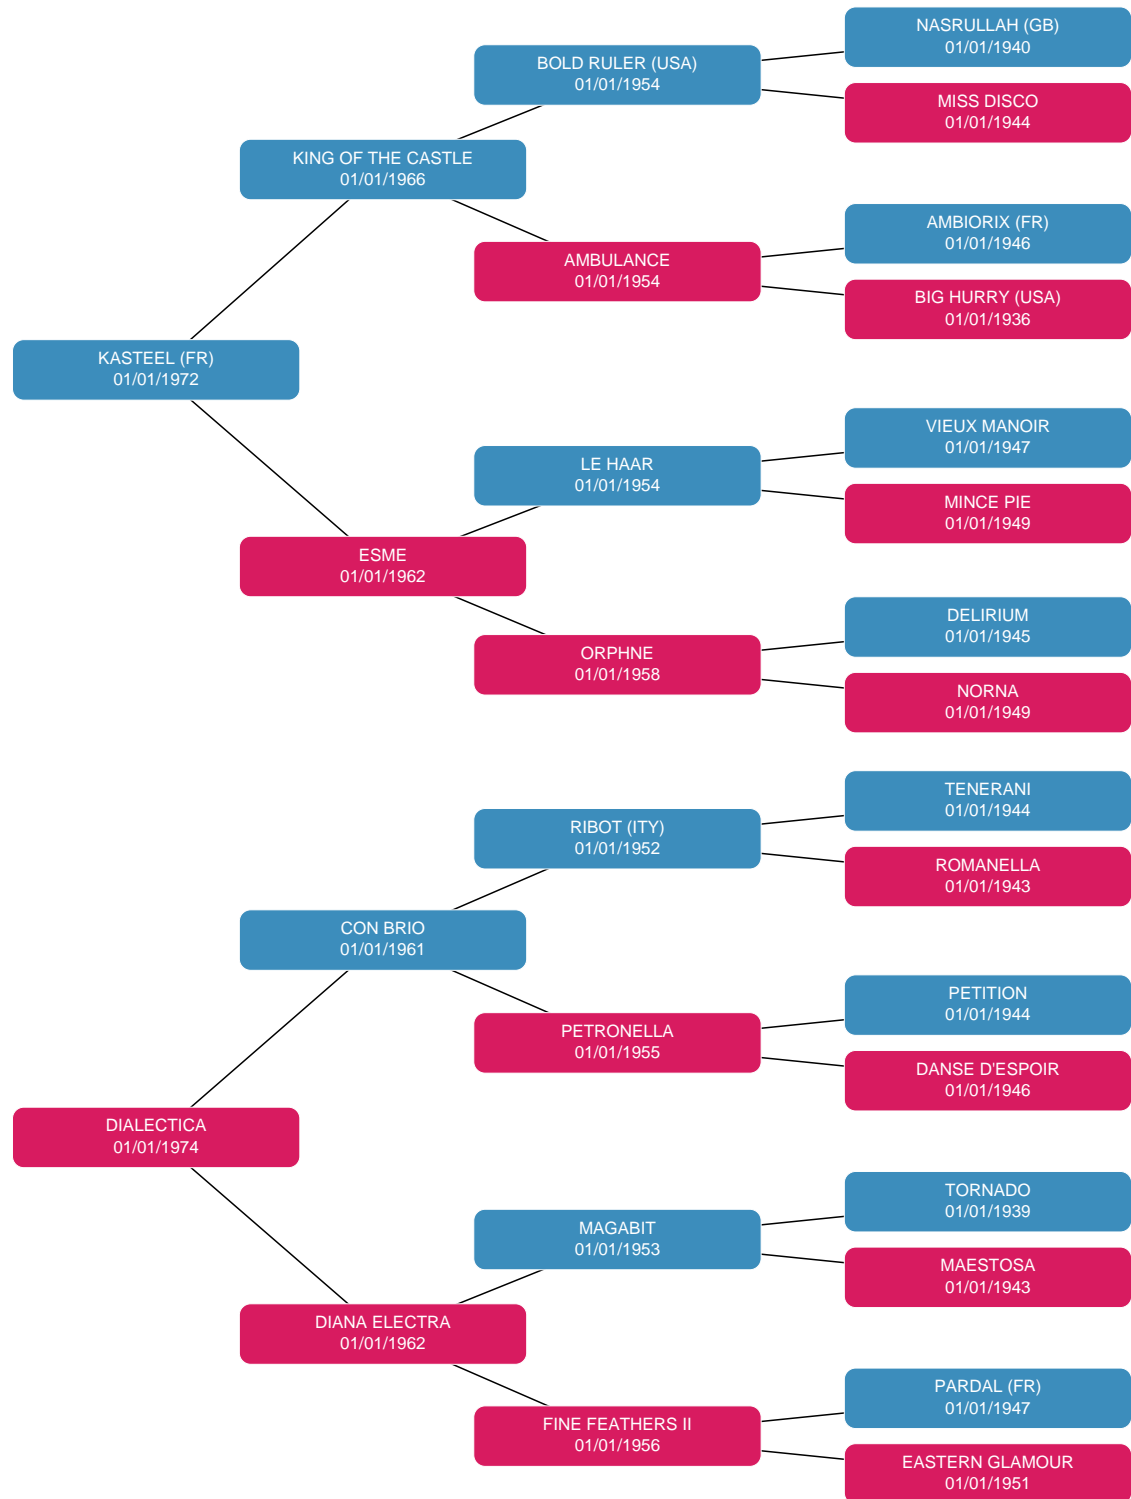 NASRULLAH (GB)
01/01/1940
BOLD RULER (USA)
01/01/1954
MISS DISCO
01/01/1944
KING OF THE CASTLE
01/01/1966
AMBIORIX (FR)
01/01/1946
AMBULANCE
01/01/1954
BIG HURRY (USA)
01/01/1936
KASTEEL (FR)
01/01/1972
VIEUX MANOIR
01/01/1947
LE HAAR
01/01/1954
MINCE PIE
01/01/1949
ESME
01/01/1962
DELIRIUM
01/01/1945
ORPHNE
01/01/1958
NORNA
01/01/1949
TENERANI
01/01/1944
RIBOT (ITY)
01/01/1952
ROMANELLA
01/01/1943
CON BRIO
01/01/1961
PETITION
01/01/1944
PETRONELLA
01/01/1955
DANSE D'ESPOIR
01/01/1946
DIALECTICA
01/01/1974
TORNADO
01/01/1939
MAGABIT
01/01/1953
MAESTOSA
01/01/1943
DIANA ELECTRA
01/01/1962
PARDAL (FR)
01/01/1947
FINE FEATHERS II
01/01/1956
EASTERN GLAMOUR
01/01/1951